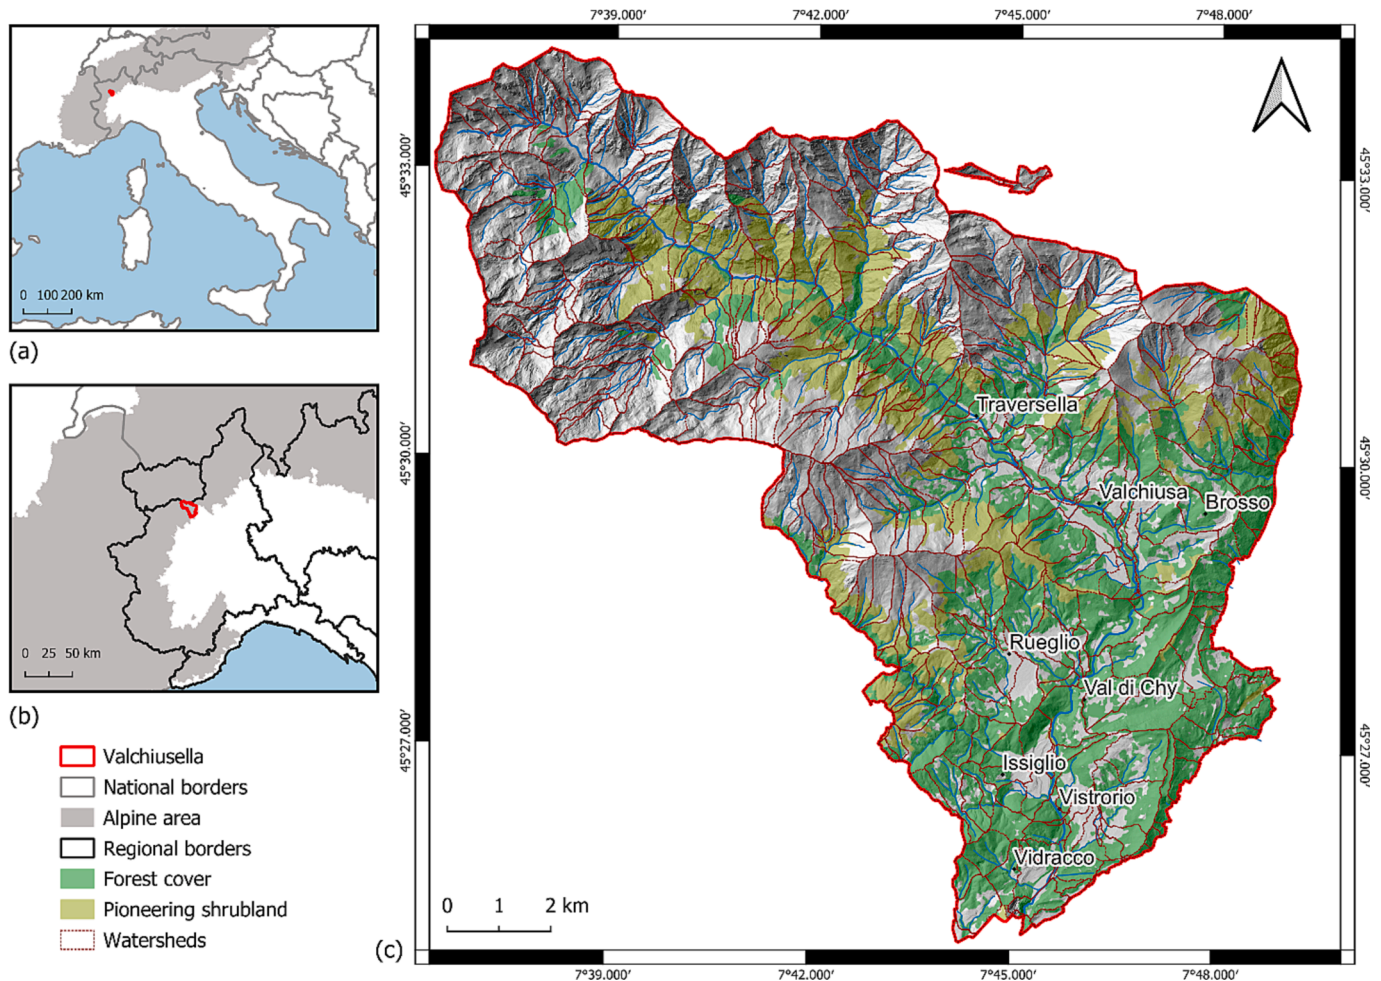 7°39.000′ 7°42.000′ 7°45.000′ 7°48.000′
0 100 200 km
(a)
45°33.000′
45°33.000′
Traversella
45°30.000′
45°30.000′
Valchiusa
Brosso
0 25 50 km
(b)
Rueglio
Val di Chy
45°27.000′
45°27.000′
Issiglio
Vistrorio
Vidracco
Valchiusella
National borders
Alpine area
Regional borders
Forest cover
Pioneering shrubland
Watersheds
0 1 2 km
(c)
7°39.000′ 7°42.000′ 7°45.000′ 7°48.000′